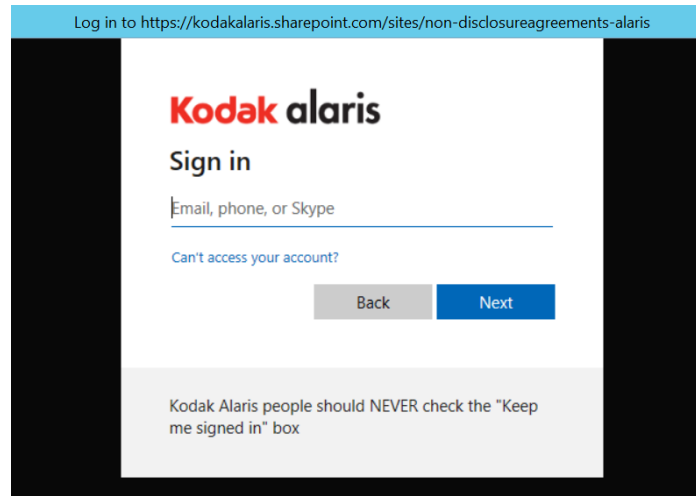 Log in to https://kodakalaris.sharepoint.com/sites/non-disclosureagreements-alaris
Kodak alaris
Sign in
Email, phone, or Skype
Can't access your account?
Back Next
Kodak Alaris people should NEVER check the "Keep
me signed in" box